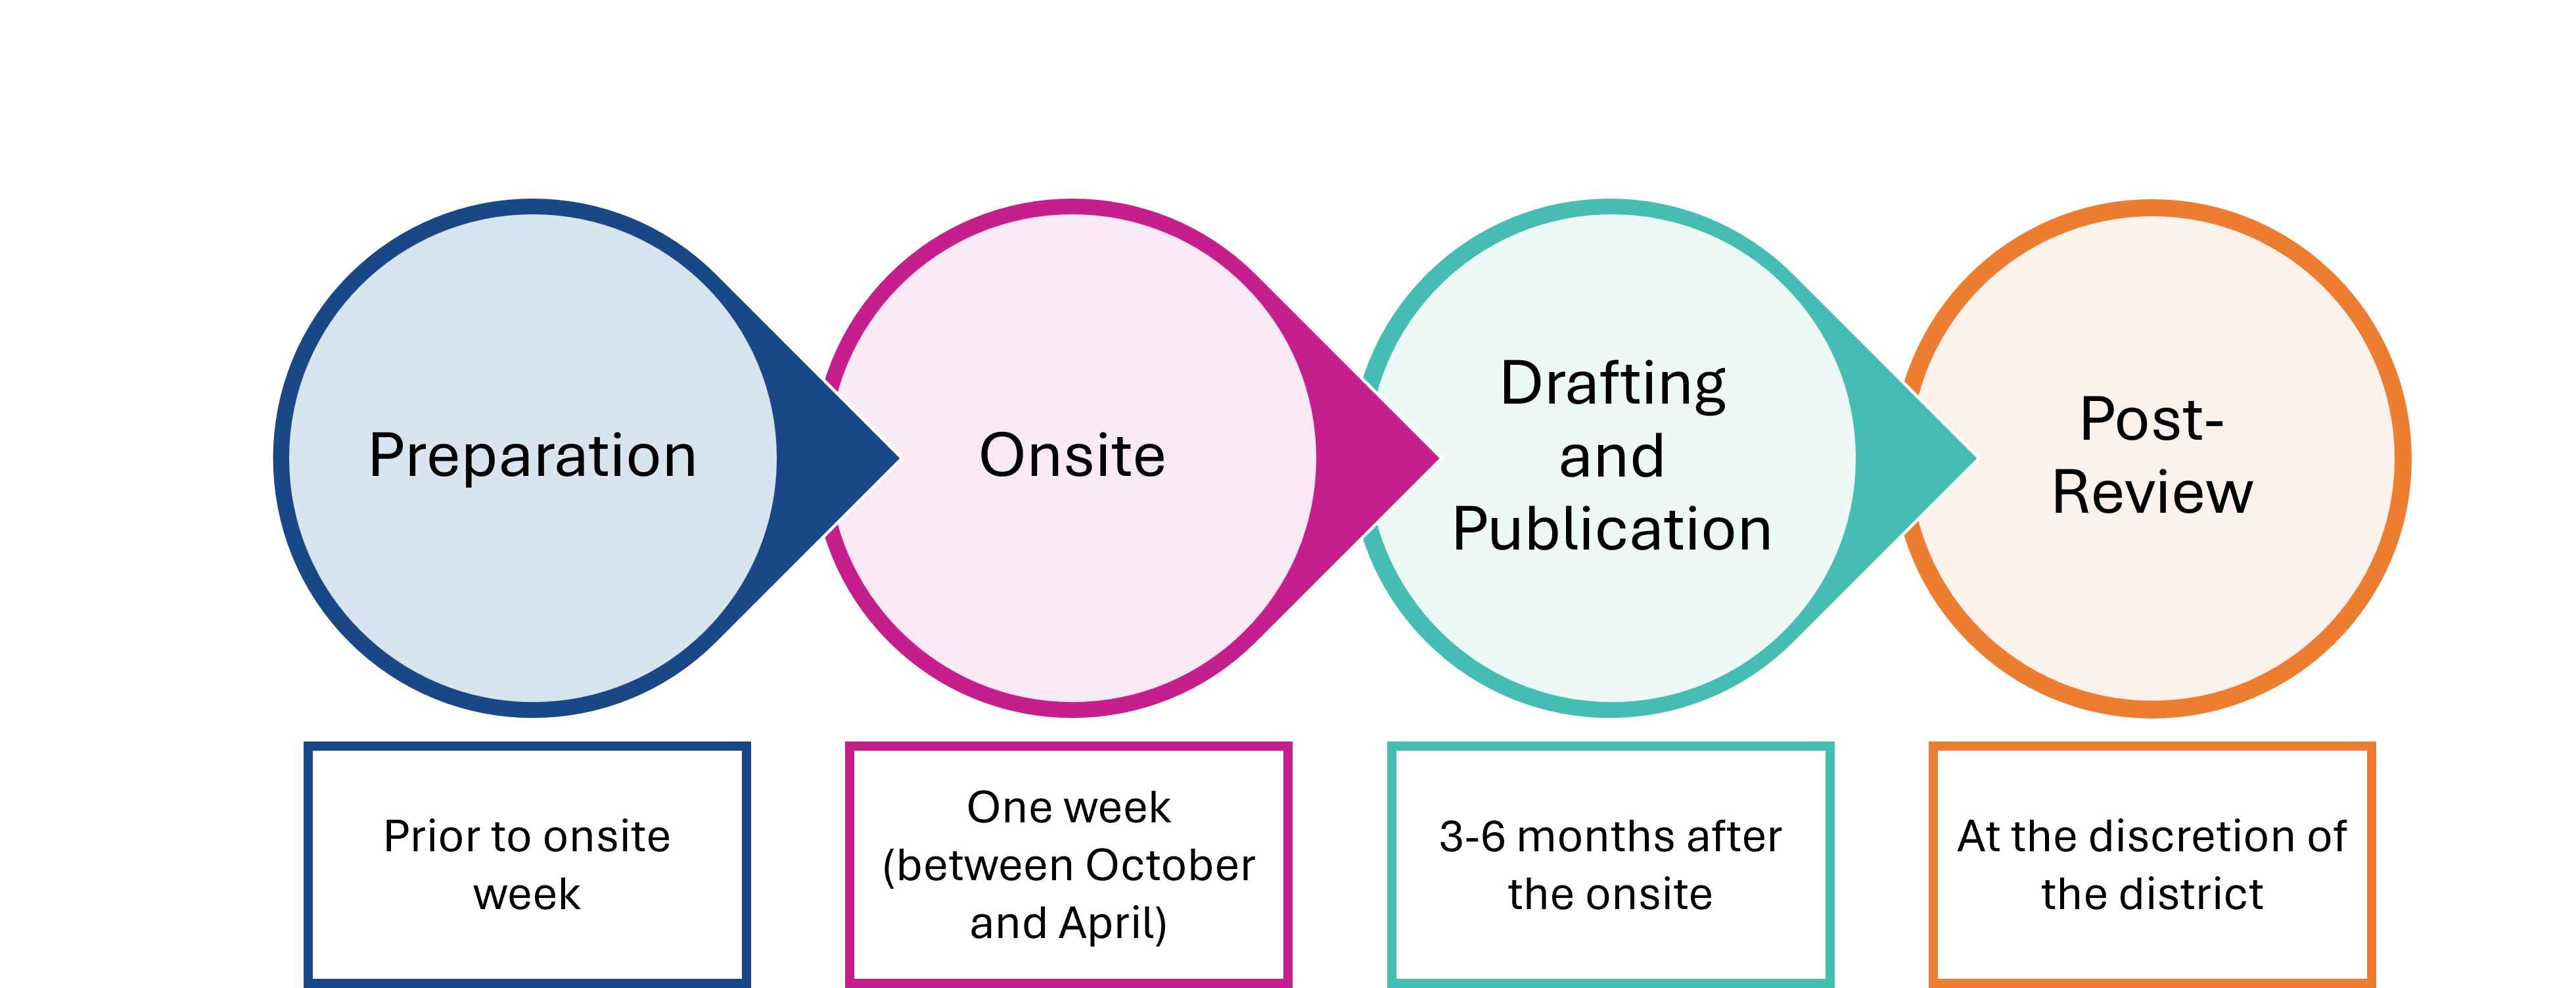 Preparation
Onsite
Drafting
and
Publication
Post-
Review
Prior to onsite
week
One week
(between October
and April)
3-6 months after
the onsite
At the discretion of
the district